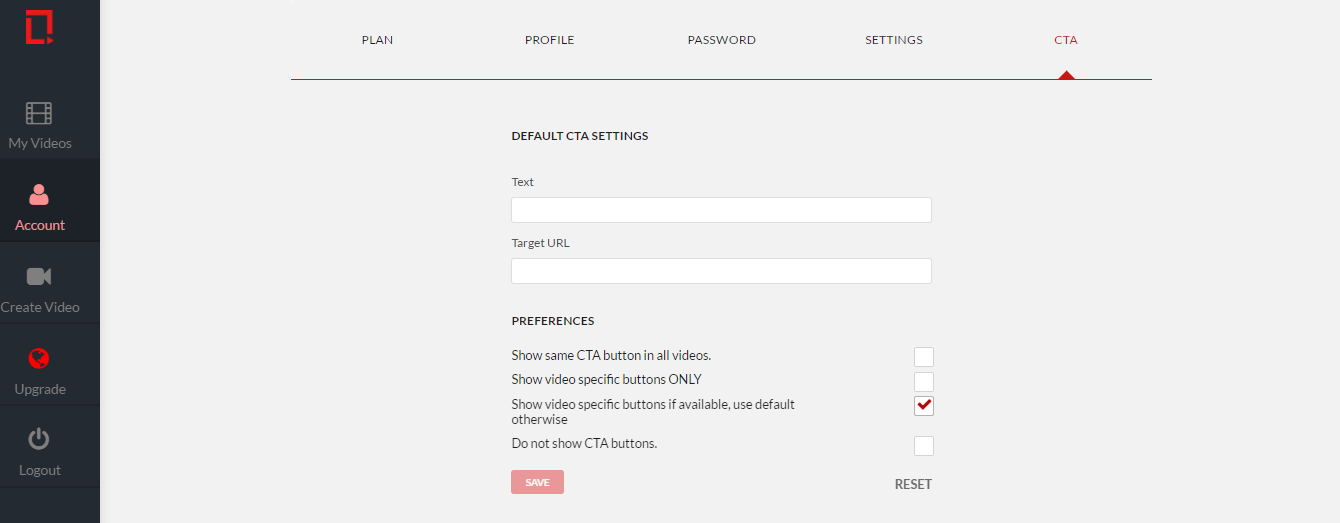 PLAN PROFILE PASSWORD SETTINGS CTA
My Videos
Account
Create Video
Upgrade
Logout
DEFAULT CTA SETTINGS
Text
Target URL
PREFERENCES
Show same CTA button in all videos.
Show video specific buttons ONLY
Show video specific buttons if available, use default
otherwise
Do not show CTA buttons.
SAVE RESET